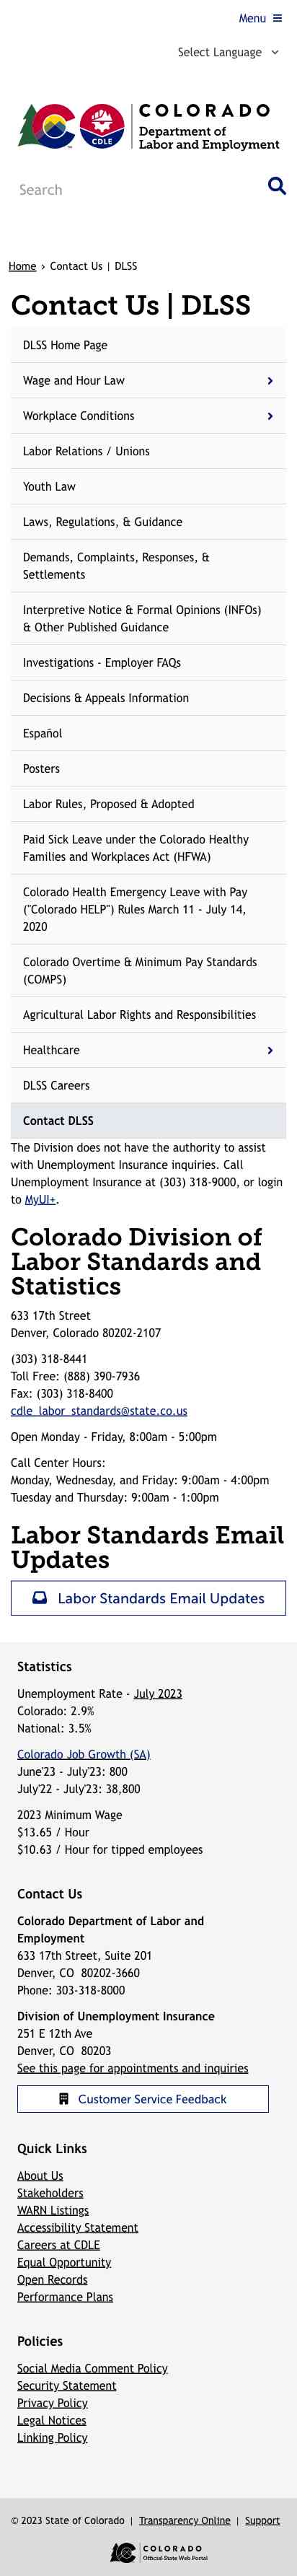 Menu
Select Language
CDLE
COLORADO
Department of
Labor and Employment
Search
Home › Contact Us | DLSS
Contact Us | DLSS
DLSS Home Page
Wage and Hour Law
Workplace Conditions
Labor Relations / Unions
Youth Law
Laws, Regulations, & Guidance
Demands, Complaints, Responses, &
Settlements
Interpretive Notice & Formal Opinions (INFOs)
& Other Published Guidance
Investigations - Employer FAQs
Decisions & Appeals Information
Español
Posters
Labor Rules, Proposed & Adopted
Paid Sick Leave under the Colorado Healthy
Families and Workplaces Act (HFWA)
Colorado Health Emergency Leave with Pay
("Colorado HELP") Rules March 11 - July 14,
2020
Colorado Overtime & Minimum Pay Standards
(COMPS)
Agricultural Labor Rights and Responsibilities
Healthcare
DLSS Careers
Contact DLSS
The Division does not have the authority to assist
with Unemployment Insurance inquiries. Call
Unemployment Insurance at (303) 318-9000, or login
to MyUI+.
Colorado Division of
Labor Standards and
Statistics
633 17th Street
Denver, Colorado 80202-2107
(303) 318-8441
Toll Free: (888) 390-7936
Fax: (303) 318-8400
cdle_labor_standards@state.co.us
Open Monday - Friday, 8:00am - 5:00pm
Call Center Hours:
Monday, Wednesday, and Friday: 9:00am - 4:00pm
Tuesday and Thursday: 9:00am - 1:00pm
Labor Standards Email
Updates
Labor Standards Email Updates
Statistics
Unemployment Rate - July 2023
Colorado: 2.9%
National: 3.5%
Colorado Job Growth (SA)
June'23 - July'23: 800
July'22 - July'23: 38,800
2023 Minimum Wage
$13.65 / Hour
$10.63 / Hour for tipped employees
Contact Us
Colorado Department of Labor and
Employment
633 17th Street, Suite 201
Denver, CO 80202-3660
Phone: 303-318-8000
Division of Unemployment Insurance
251 E 12th Ave
Denver, CO 80203
See this page for appointments and inquiries
Customer Service Feedback
Quick Links
About Us
Stakeholders
WARN Listings
Accessibility Statement
Careers at CDLE
Equal Opportunity
Open Records
Performance Plans
Policies
Social Media Comment Policy
Security Statement
Privacy Policy
Legal Notices
Linking Policy
© 2023 State of Colorado | Transparency Online | Support
COLORADO
Official State Web Portal